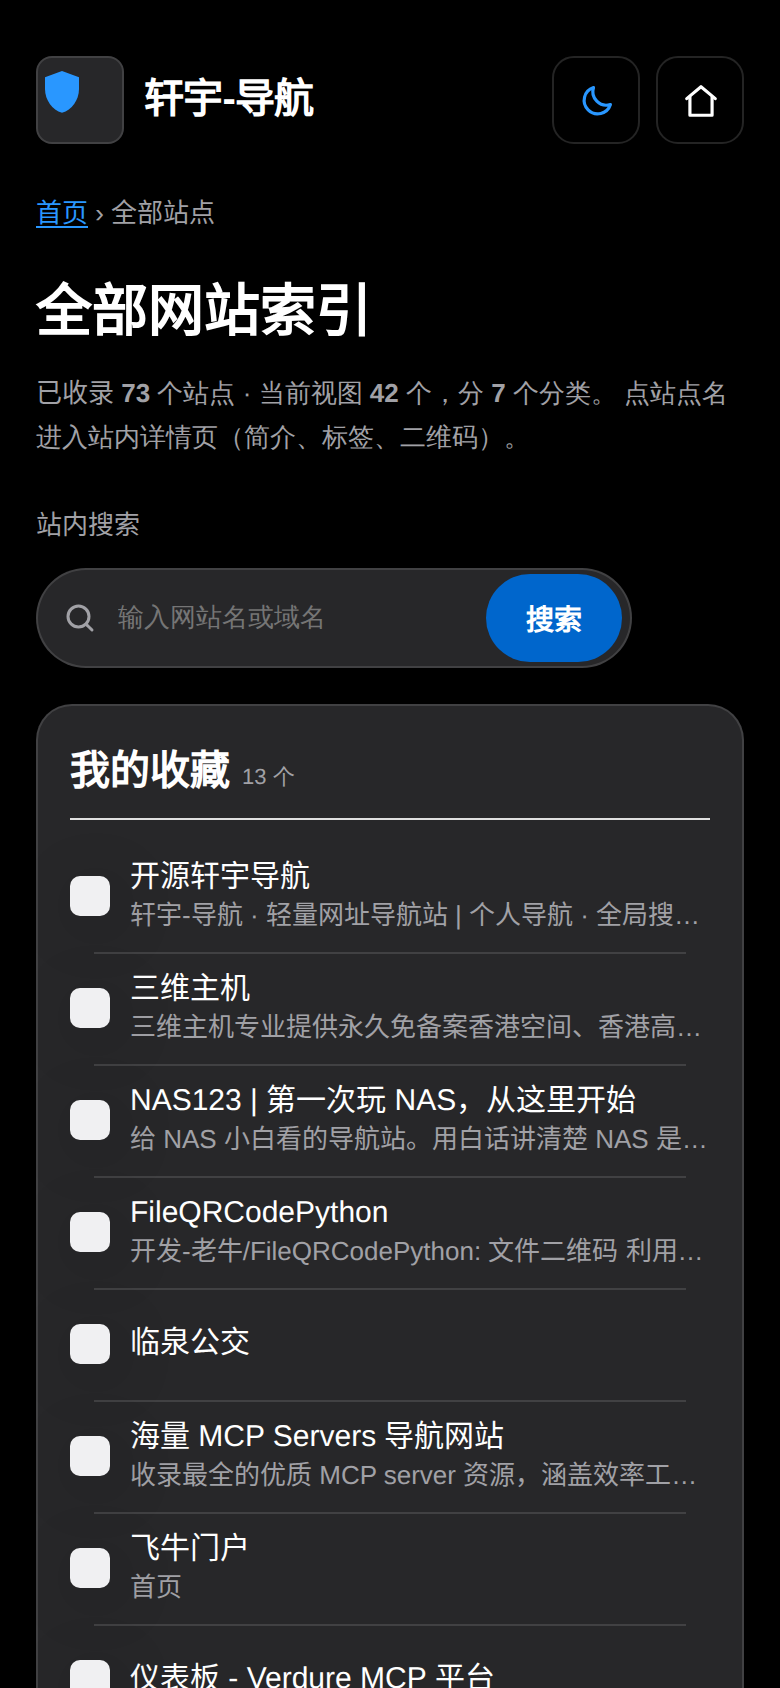 轩宇-导航
首页 › 全部站点
全部网站索引
已收录 73 个站点 · 当前视图 42 个，分 7 个分类。 点站点名
进入站内详情页（简介、标签、二维码）。
站内搜索
输入网站名或域名
搜索
我的收藏 13 个
开源轩宇导航
轩宇-导航 · 轻量网址导航站 | 个人导航 · 全局搜…
三维主机
三维主机专业提供永久免备案香港空间、香港高…
NAS123 | 第一次玩 NAS，从这里开始
给 NAS 小白看的导航站。用白话讲清楚 NAS 是…
FileQRCodePython
开发-老牛/FileQRCodePython: 文件二维码 利用…
临泉公交
海量 MCP Servers 导航网站
收录最全的优质 MCP server 资源，涵盖效率工…
飞牛门户
首页
仪表板 - Verdure MCP 平台